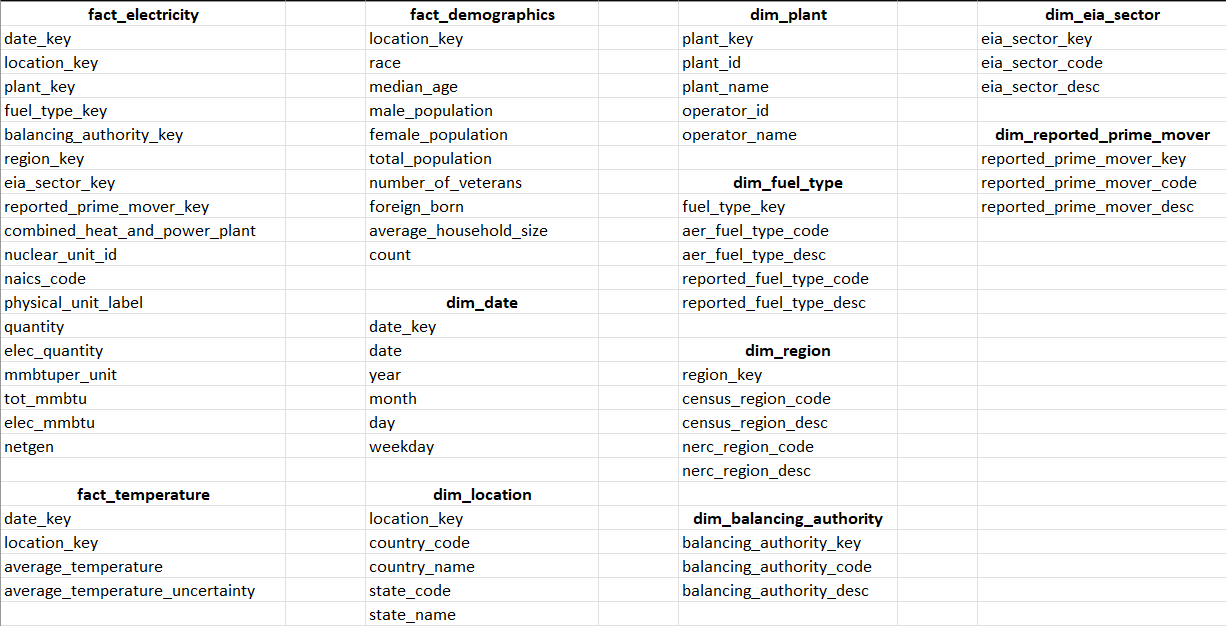 fact_electricity
date_key
location_key
plant_key
fuel_type_key
balancing_authority_key
region_key
eia_sector_key
reported_prime_mover_key
combined_heat_and_power_plant
nuclear_unit_id
naics_code
physical_unit_label
quantity
elec_quantity
mmbtuper_unit
tot_mmbtu
elec_mmbtu
netgen
fact_temperature
date_key
location_key
average_temperature
average_temperature_uncertainty
fact_demographics
location_key
race
median_age
male_population
female_population
total_population
number_of_veterans
foreign_born
average_household_size
count
dim_date
date_key
date
year
month
day
weekday
dim_location
location_key
country_code
country_name
state_code
state_name
dim_plant
plant_key
plant_id
plant_name
operator_id
operator_name
dim_fuel_type
fuel_type_key
aer_fuel_type_code
aer_fuel_type_desc
reported_fuel_type_code
reported_fuel_type_desc
dim_region
region_key
census_region_code
census_region_desc
nerc_region_code
nerc_region_desc
dim_balancing_authority
balancing_authority_key
balancing_authority_code
balancing_authority_desc
dim_eia_sector
eia_sector_key
eia_sector_code
eia_sector_desc
dim_reported_prime_mover
reported_prime_mover_key
reported_prime_mover_code
reported_prime_mover_desc